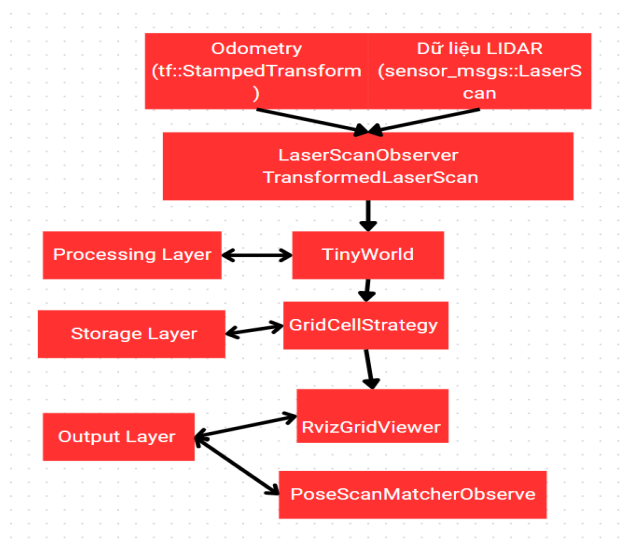 Odometry
(tf::StampedTransform
)
Dữ liệu LIDAR
(sensor_msgs::LaserS
can
LaserScanObserver
TransformedLaserScan
Processing Layer
TinyWorld
Storage Layer
GridCellStrategy
Output Layer
RvizGridViewer
PoseScanMatcherObserve